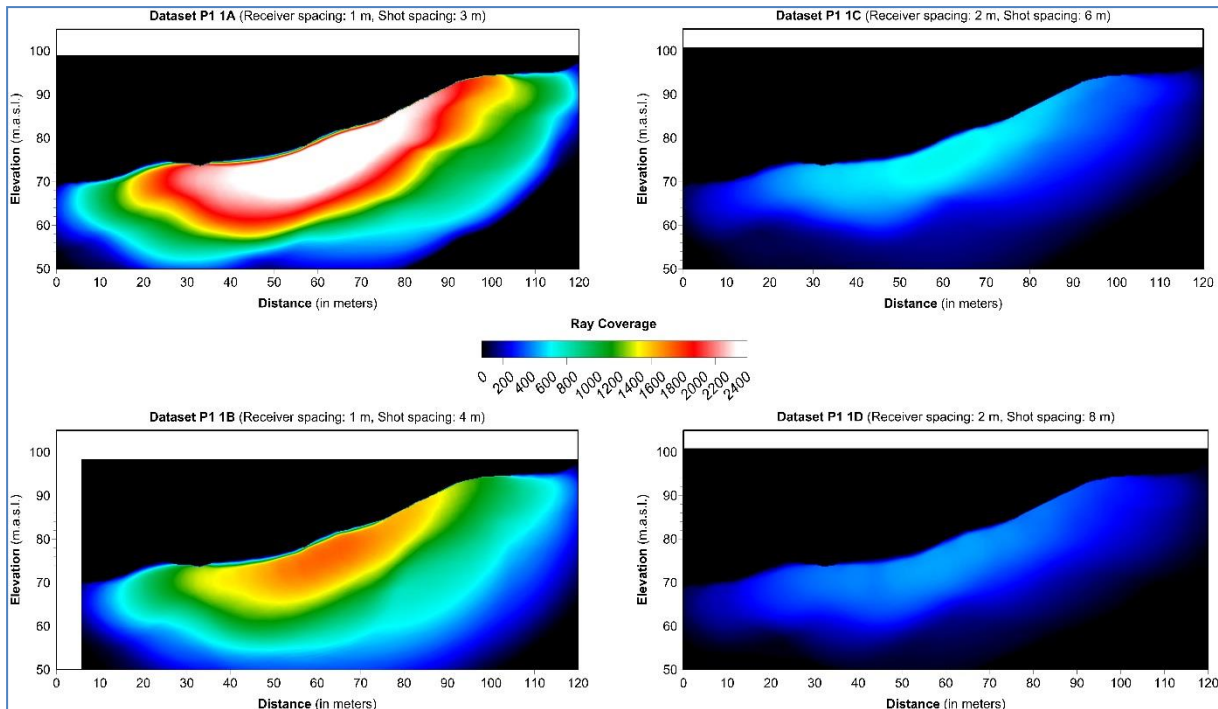 Dataset P1 1A (Receiver spacing: 1 m, Shot spacing: 3 m)
Elevation (m.a.s.l.)
100
90
80
70
60
50
0 10 20 30 40 50 60 70 80 90 100 110 120
Distance (in meters)
Dataset P1 1C (Receiver spacing: 2 m, Shot spacing: 6 m)
Elevation (m.a.s.l.)
100
90
80
70
60
50
0 10 20 30 40 50 60 70 80 90 100 110 120
Distance (in meters)
Ray Coverage
0 200 400 600 800 1000 1200 1400 1600 1800 2000 2200 2400
Dataset P1 1B (Receiver spacing: 1 m, Shot spacing: 4 m)
Elevation (m.a.s.l.)
100
90
80
70
60
50
0 10 20 30 40 50 60 70 80 90 100 110 120
Distance (in meters)
Dataset P1 1D (Receiver spacing: 2 m, Shot spacing: 8 m)
Elevation (m.a.s.l.)
100
90
80
70
60
50
0 10 20 30 40 50 60 70 80 90 100 110 120
Distance (in meters)